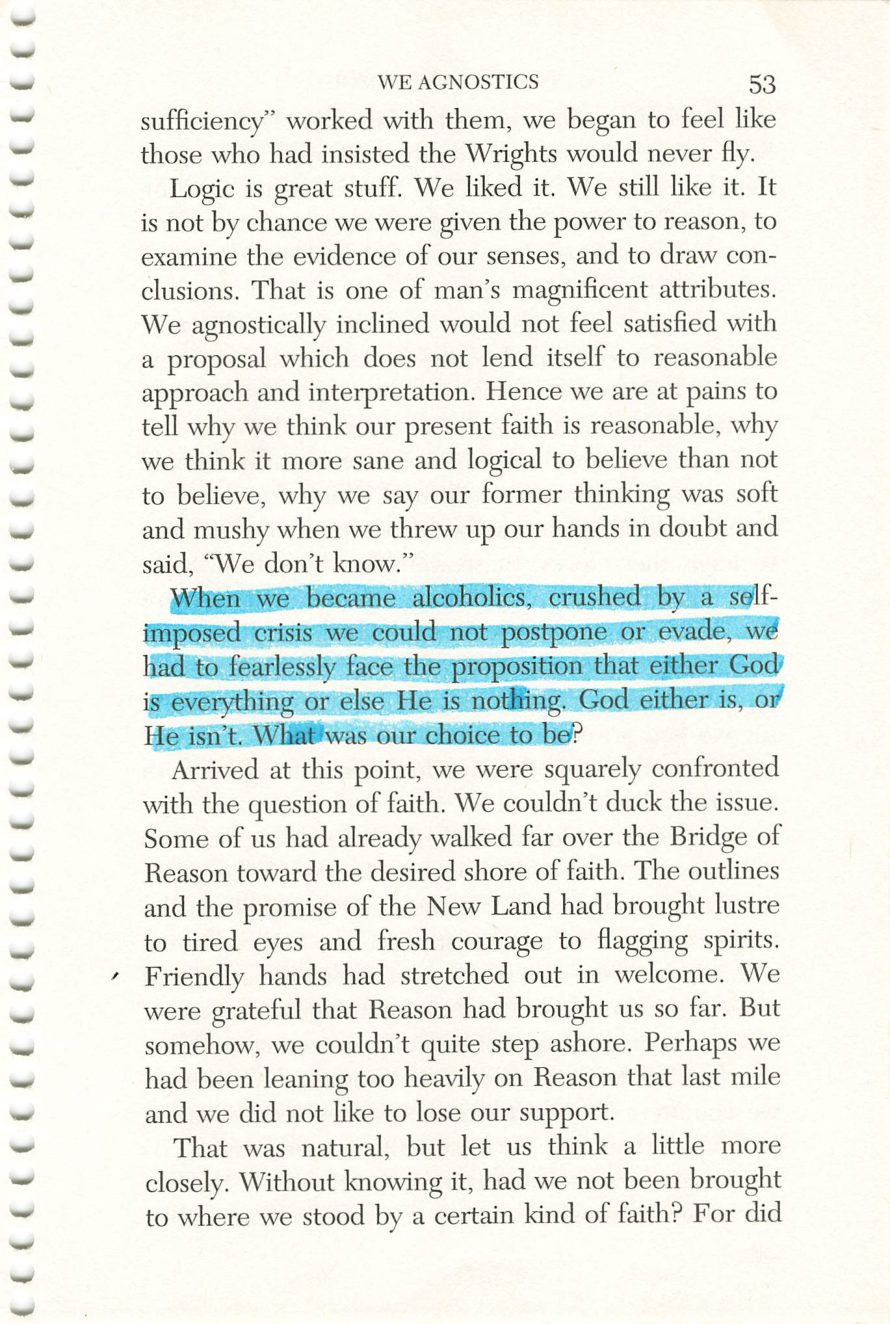 WE AGNOSTICS 53
sufficiency” worked with them, we began to feel like
those who had insisted the Wrights would never fly.
Logic is great stuff. We liked it. We still like it. It
is not by chance we were given the power to reason, to
examine the evidence of our senses, and to draw con-
clusions. That is one of man’s magnificent attributes.
We agnostically inclined would not feel satisfied with
a proposal which does not lend itself to reasonable
approach and interpretation. Hence we are at pains to
tell why we think our present faith is reasonable, why
we think it more sane and logical to believe than not
to believe, why we say our former thinking was soft
and mushy when we threw up our hands in doubt and
said, “We don’t know.”
When we became alcoholics, crushed by a self-
imposed crisis we could not postpone or evade, we
had to fearlessly face the proposition that either God
is everything or else He is nothing. God either is, or
He isn’t. What was our choice to be?
Arrived at this point, we were squarely confronted
with the question of faith. We couldn’t duck the issue.
Some of us had already walked far over the Bridge of
Reason toward the desired shore of faith. The outlines
and the promise of the New Land had brought lustre
to tired eyes and fresh courage to flagging spirits.
Friendly hands had stretched out in welcome. We
were grateful that Reason had brought us so far. But
somehow, we couldn’t quite step ashore. Perhaps we
had been leaning too heavily on Reason that last mile
and we did not like to lose our support.
That was natural, but let us think a little more
closely. Without knowing it, had we not been brought
to where we stood by a certain kind of faith? For did